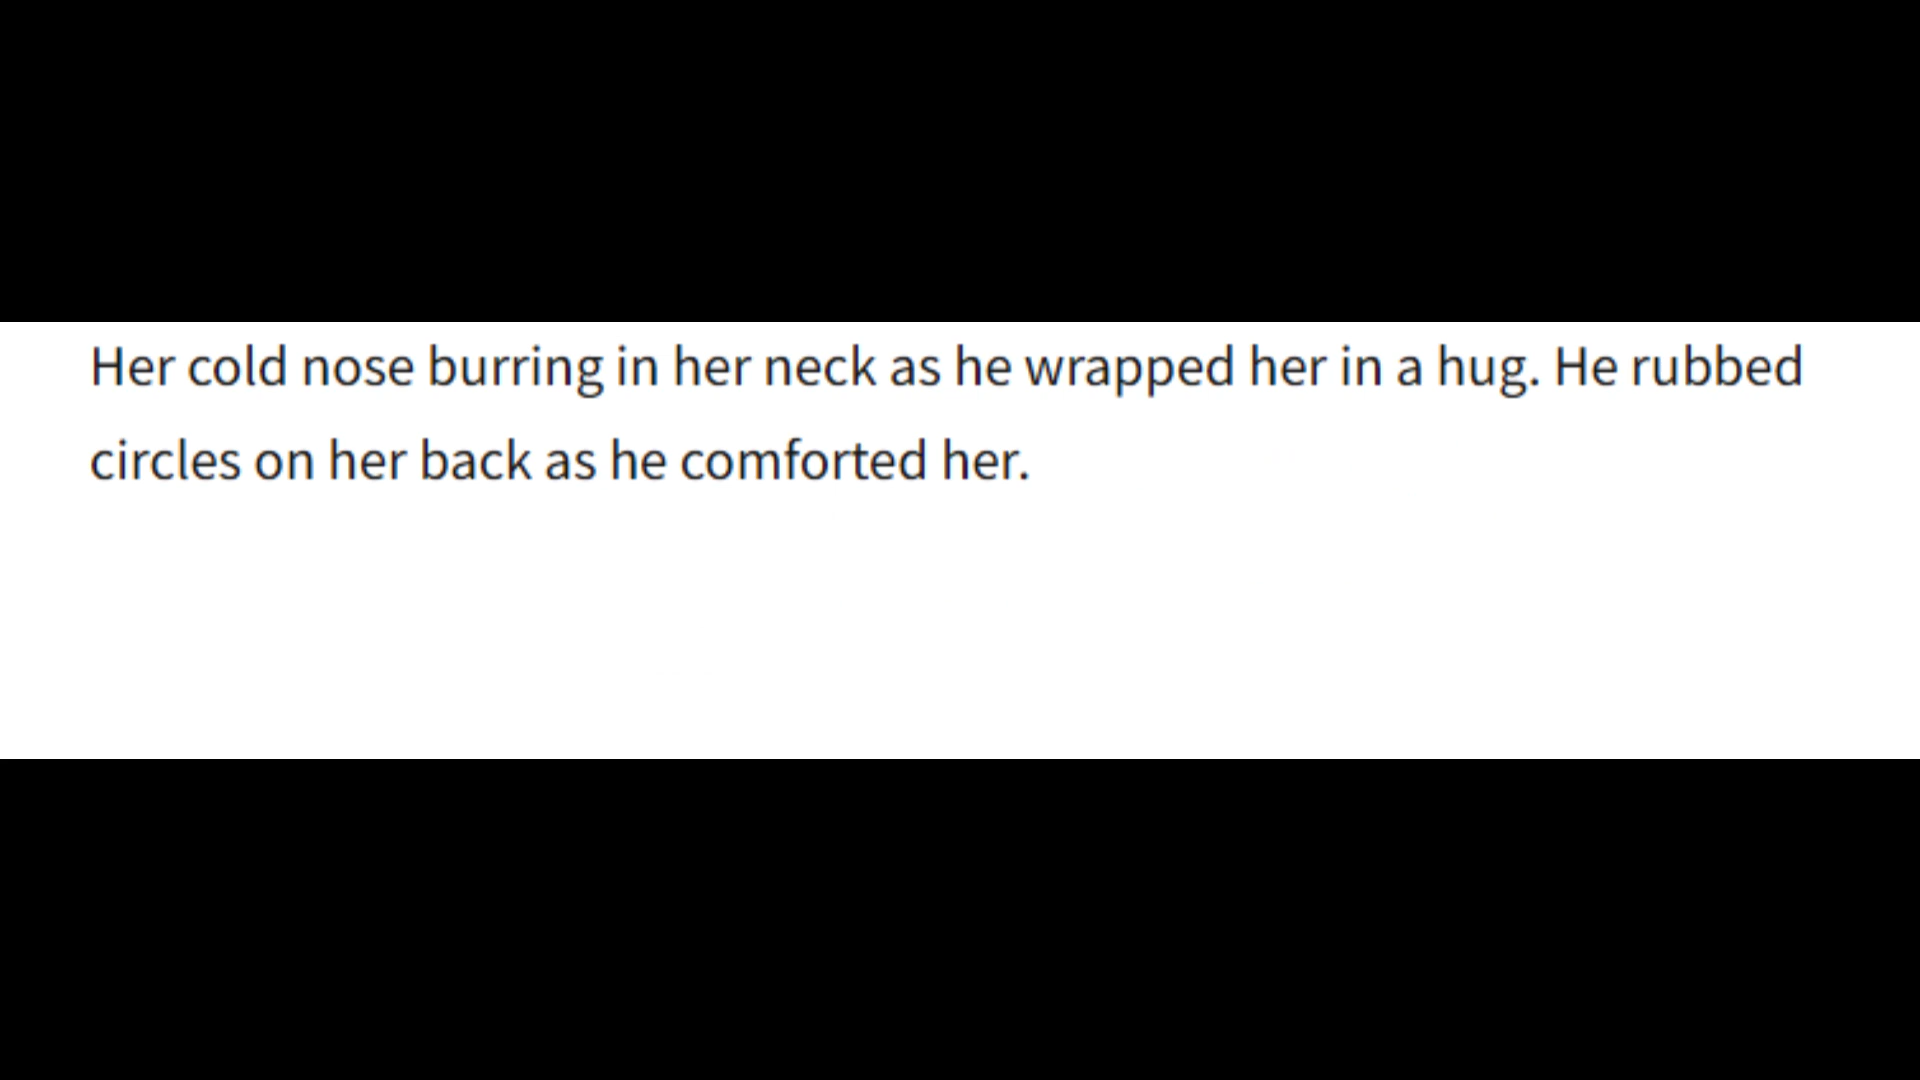 Her cold nose burring in her neck as he wrapped her in a hug. He rubbed
circles on her back as he comforted her.